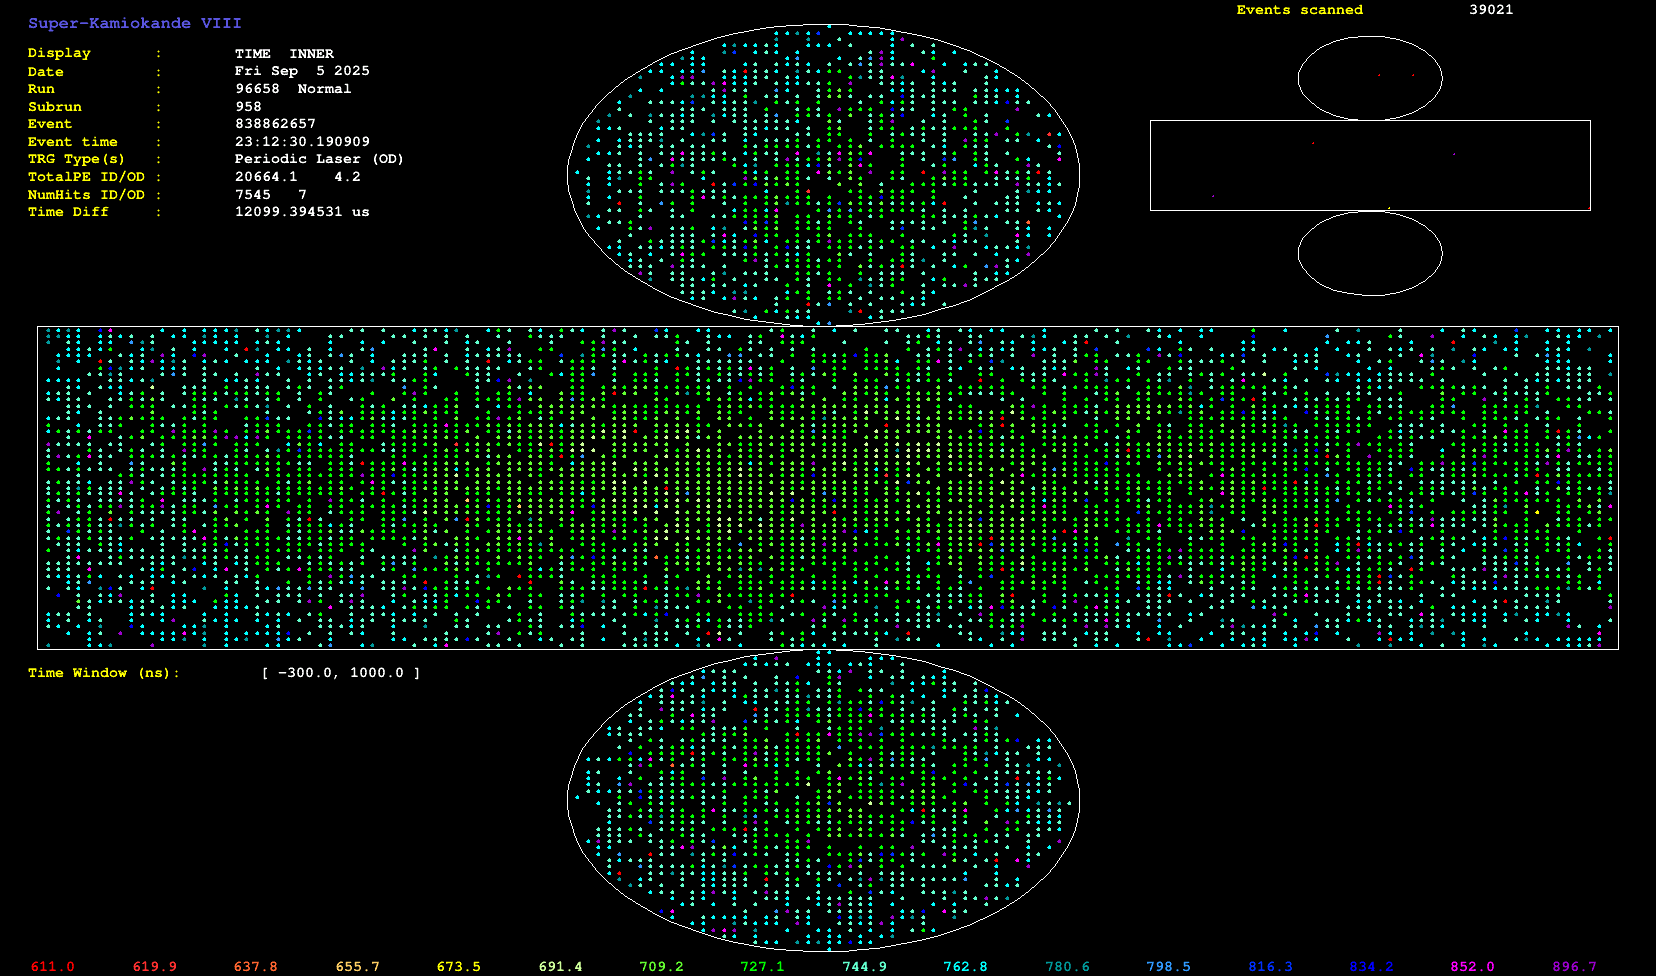 Super-Kamiokande VIII
Events scanned 39021
Display : TIME INNER
Date : Fri Sep 5 2025
Run : 96658 Normal
Subrun : 958
Event : 838862657
Event time : 23:12:30.190909
TRG Type(s) : Periodic Laser (OD)
TotalPE ID/OD : 20664.1 4.2
NumHits ID/OD : 7545 7
Time Diff : 12099.394531 us
Time Window (ns): [ -300.0, 1000.0 ]
611.0 619.9 637.8 655.7 673.5 691.4 709.2 727.1 744.9 762.8 780.6 798.5 816.3 834.2 852.0 896.7